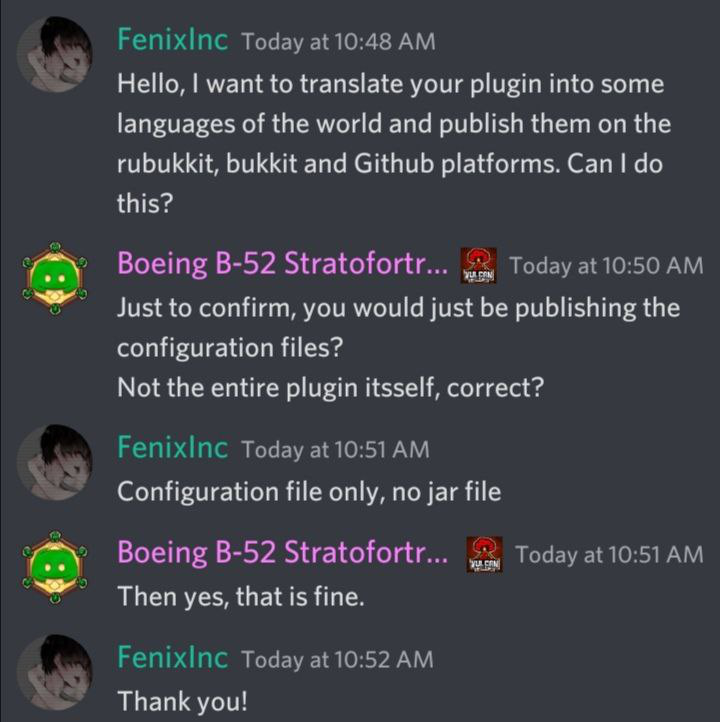 FenixInc Today at 10:48 AM
Hello, I want to translate your plugin into some
languages of the world and publish them on the
rubukkit, bukkit and Github platforms. Can I do
this?
Boeing B-52 Stratofortr... VULCAN Today at 10:50 AM
Just to confirm, you would just be publishing the
configuration files?
Not the entire plugin itsself, correct?
FenixInc Today at 10:51 AM
Configuration file only, no jar file
Boeing B-52 Stratofortr... VULCAN Today at 10:51 AM
Then yes, that is fine.
FenixInc Today at 10:52 AM
Thank you!